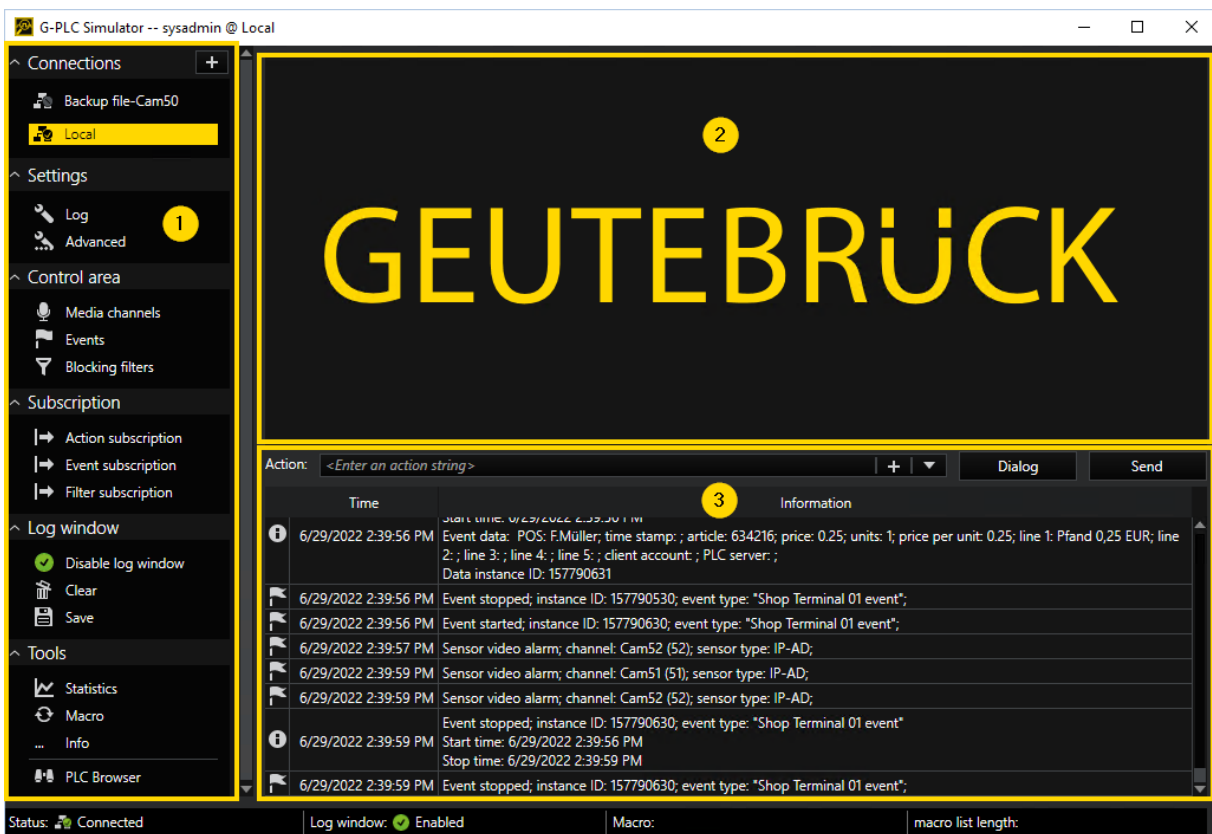 G-PLC Simulator -- sysadmin @ Local
Connections
+
Backup file-Cam50
Local
Settings
Log
Advanced
1
Control area
Media channels
Events
Blocking filters
Subscription
Action subscription
Event subscription
Filter subscription
Log window
Disable log window
Clear
Save
Tools
Statistics
Macro
... Info
PLC Browser
2
GEUTEBRÜCK
Action: <Enter an action string> + Dialog Send
3
Time Information
Start time: 6/29/2022 2:39:56 PM
6/29/2022 2:39:56 PM Event data: POS: F.Müller; time stamp: ; article: 634216; price: 0.25; units: 1; price per unit: 0.25; line 1: Pfand 0,25 EUR; line
2: ; line 3: ; line 4: ; line 5: ; client account: ; PLC server: ;
Data instance ID: 157790631
6/29/2022 2:39:56 PM Event stopped; instance ID: 157790530; event type: "Shop Terminal 01 event";
6/29/2022 2:39:56 PM Event started; instance ID: 157790630; event type: "Shop Terminal 01 event";
6/29/2022 2:39:57 PM Sensor video alarm; channel: Cam52 (52); sensor type: IP-AD;
6/29/2022 2:39:59 PM Sensor video alarm; channel: Cam51 (51); sensor type: IP-AD;
6/29/2022 2:39:59 PM Sensor video alarm; channel: Cam52 (52); sensor type: IP-AD;
Event stopped; instance ID: 157790630; event type: "Shop Terminal 01 event"
6/29/2022 2:39:59 PM Start time: 6/29/2022 2:39:56 PM
Stop time: 6/29/2022 2:39:59 PM
6/29/2022 2:39:59 PM Event stopped; instance ID: 157790630; event type: "Shop Terminal 01 event";
Status: Connected Log window: Enabled Macro: macro list length: